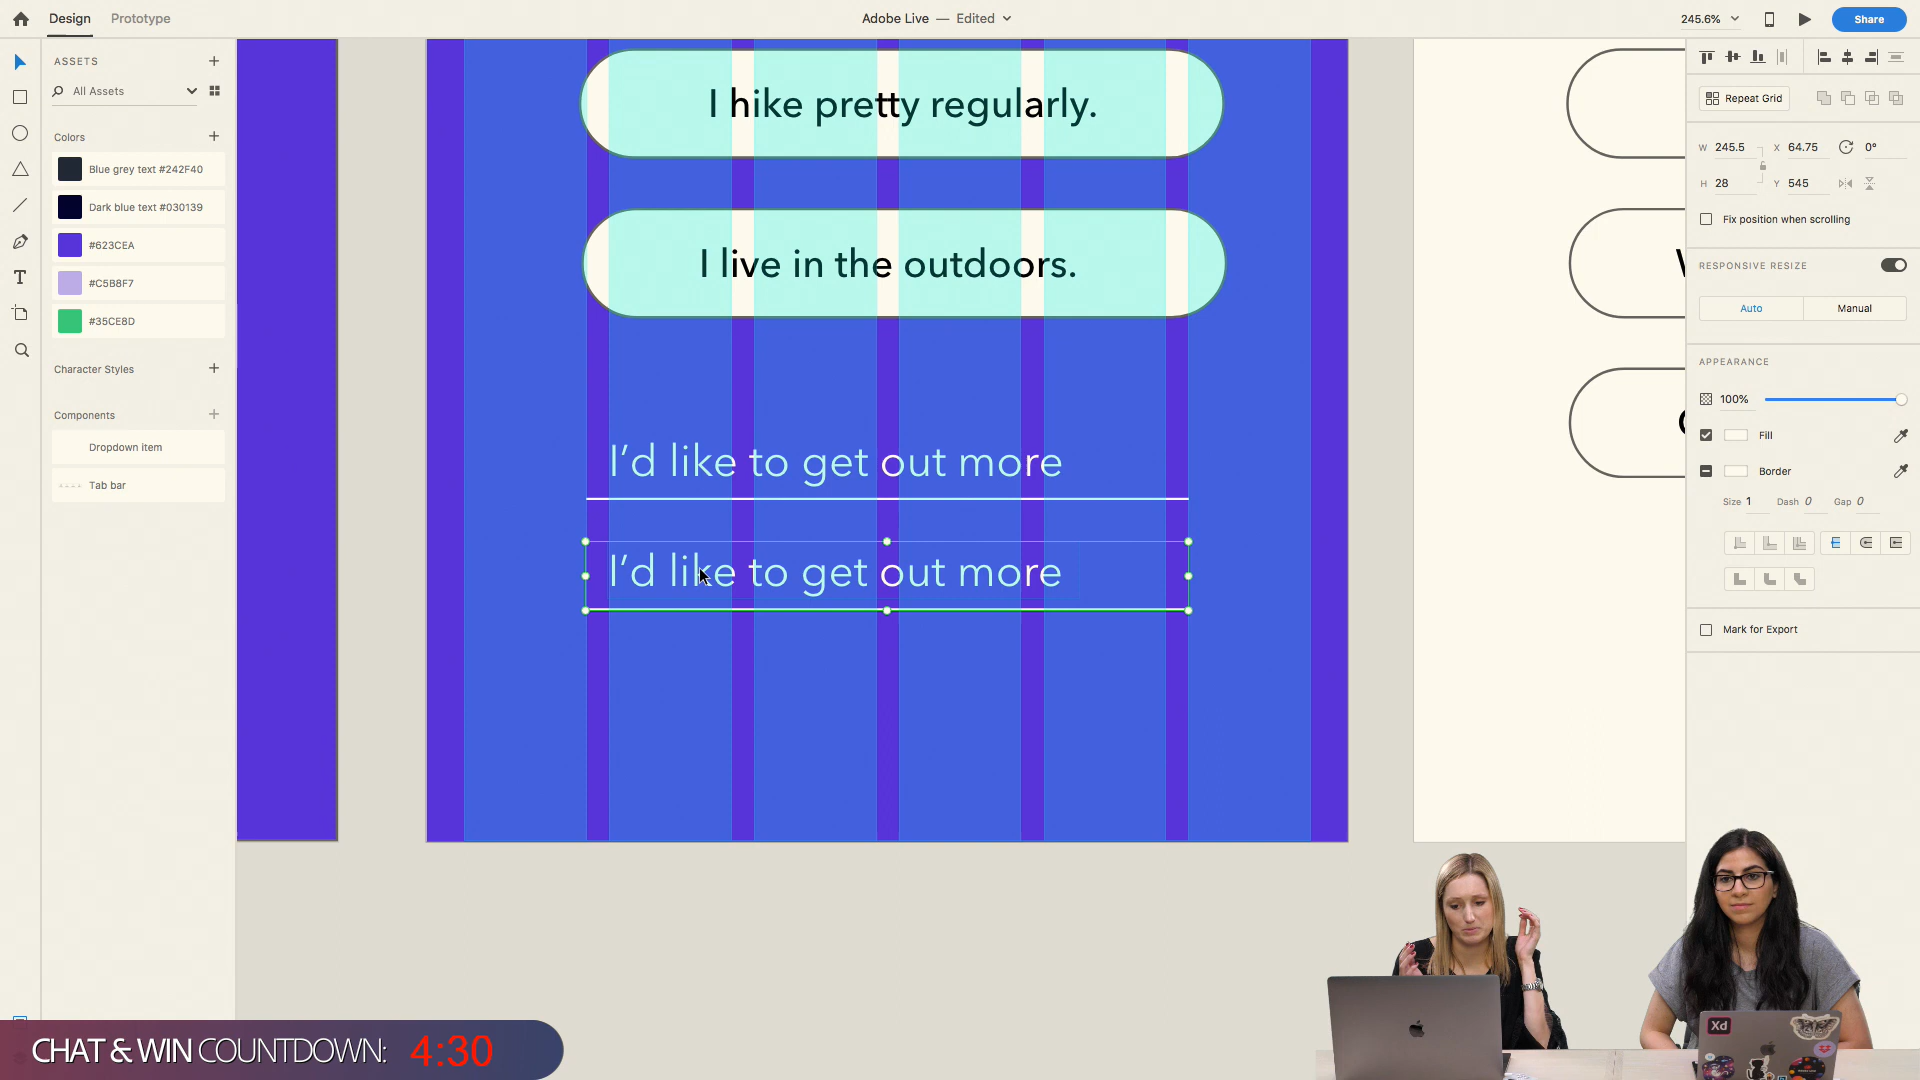 Design Prototype Adobe Live — Edited 245.6% Share
ASSETS
All Assets
Colors
Blue grey text #242F40
Dark blue text #030139
#623CEA
#C5B8F7
#35CE8D
Character Styles
Components
Dropdown item
Tab bar
I hike pretty regularly.
I live in the outdoors.
I’d like to get out more
I’d like to get out more
Repeat Grid
W 245.5 X 64.75 0°
H 28 Y 545
Fix position when scrolling
RESPONSIVE RESIZE
Auto Manual
APPEARANCE
100%
Fill
Border
Size 1 Dash 0 Gap 0
Mark for Export
Xd
CHAT & WIN COUNTDOWN: 4:30